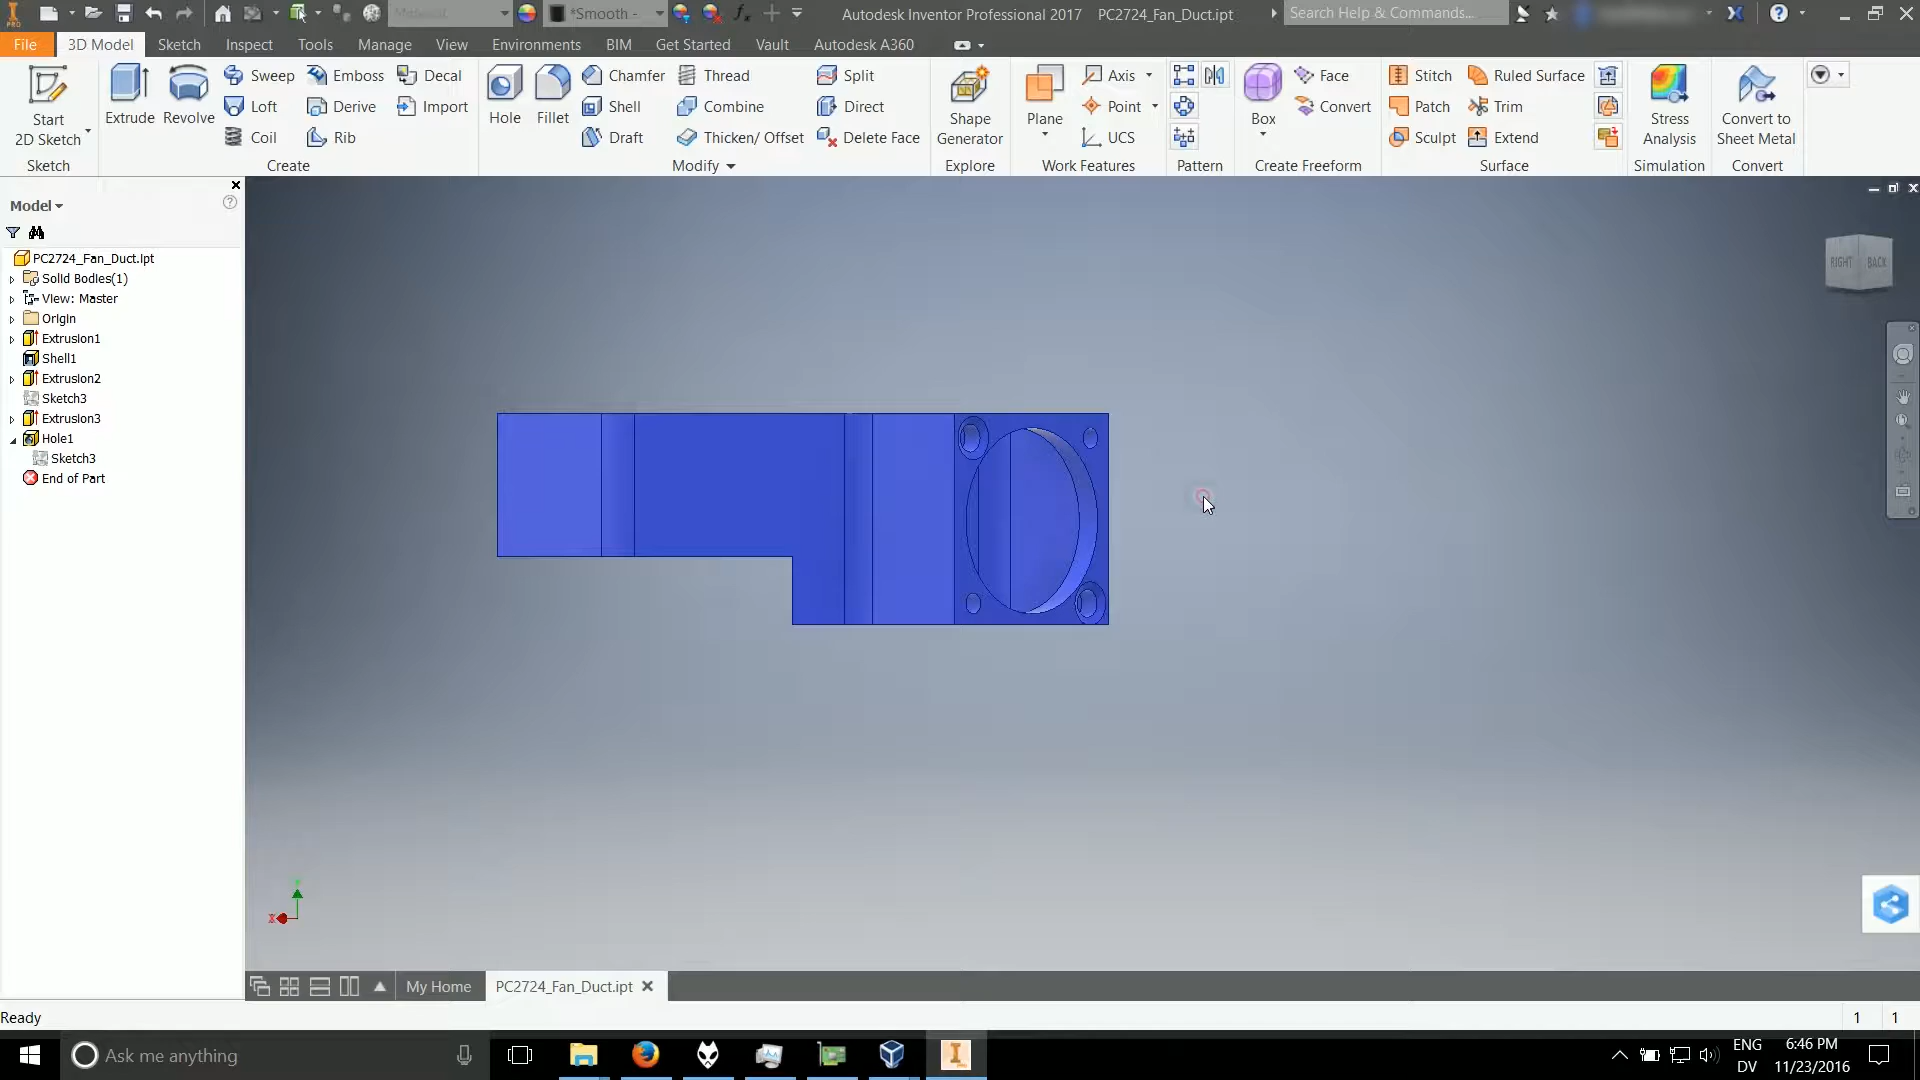 PRO
Material
*Smooth -
Autodesk Inventor Professional 2017 PC2724_Fan_Duct.ipt
Search Help & Commands...
File 3D Model Sketch Inspect Tools Manage View Environments BIM Get Started Vault Autodesk A360
Start
2D Sketch
Sketch
Extrude Revolve
Sweep Emboss Decal
Loft Derive Import
Coil Rib
Create
Hole Fillet
Chamfer Thread Split
Shell Combine Direct
Draft Thicken/ Offset Delete Face
Modify
Shape
Generator
Explore
Plane
Axis
Point
UCS
Work Features
Pattern
Box
Face
Convert
Create Freeform
Stitch Ruled Surface
Patch Trim
Sculpt Extend
Surface
Stress
Analysis
Simulation
Convert to
Sheet Metal
Convert
Model
PC2724_Fan_Duct.ipt
Solid Bodies(1)
View: Master
Origin
Extrusion1
Shell1
Extrusion2
Sketch3
Extrusion3
Hole1
Sketch3
End of Part
RIGHT BACK
X
My Home PC2724_Fan_Duct.ipt
Ready
1 1
Ask me anything
ENG
DV
6:46 PM
11/23/2016